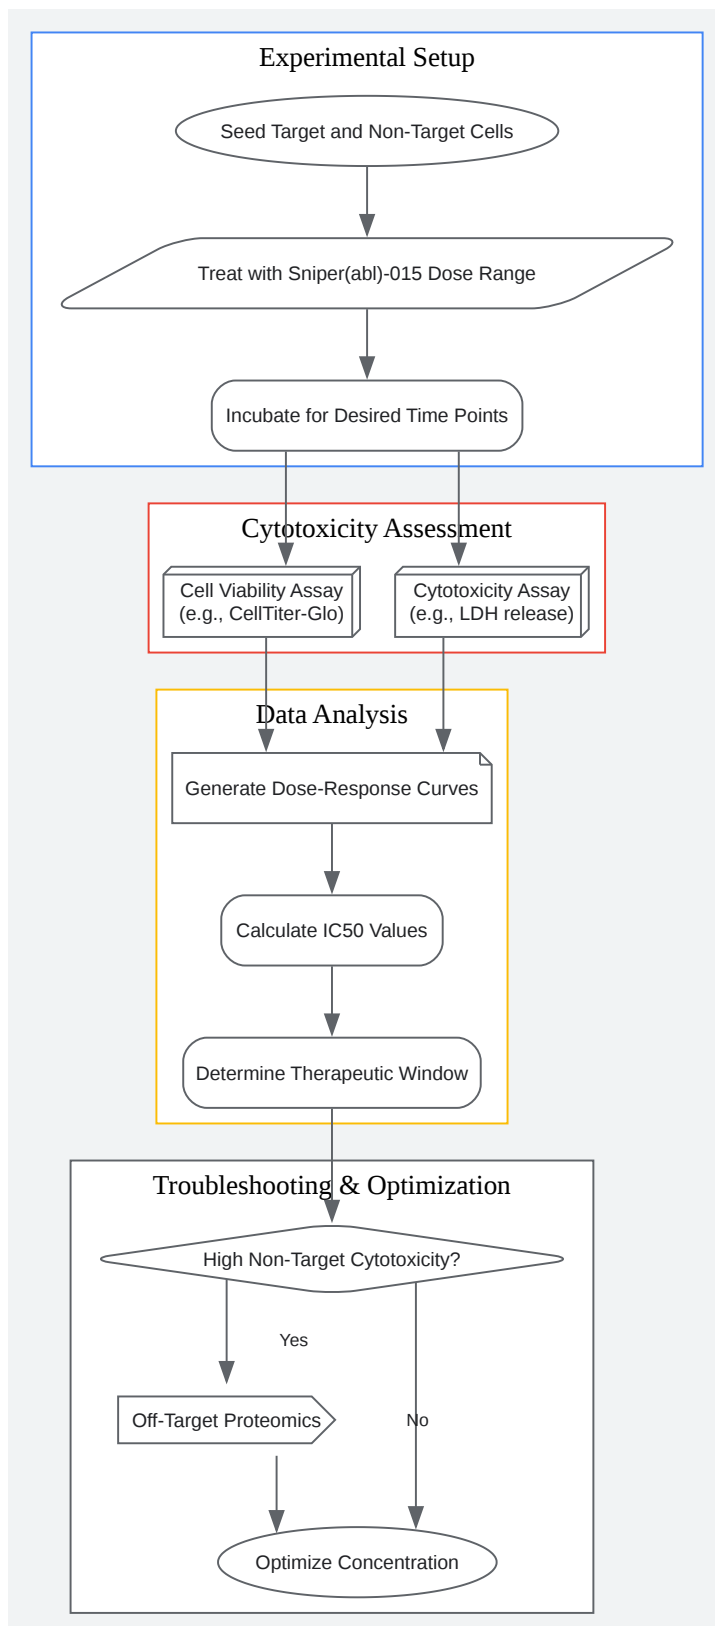 Experimental Setup
Seed Target and Non-Target Cells
Treat with Sniper(abl)-015 Dose Range
Incubate for Desired Time Points
Cytotoxicity Assessment
Cell Viability Assay
(e.g., CellTiter-Glo)
Cytotoxicity Assay
(e.g., LDH release)
Data Analysis
Generate Dose-Response Curves
Calculate IC50 Values
Determine Therapeutic Window
Troubleshooting & Optimization
High Non-Target Cytotoxicity?
Yes
Off-Target Proteomics
No
Optimize Concentration